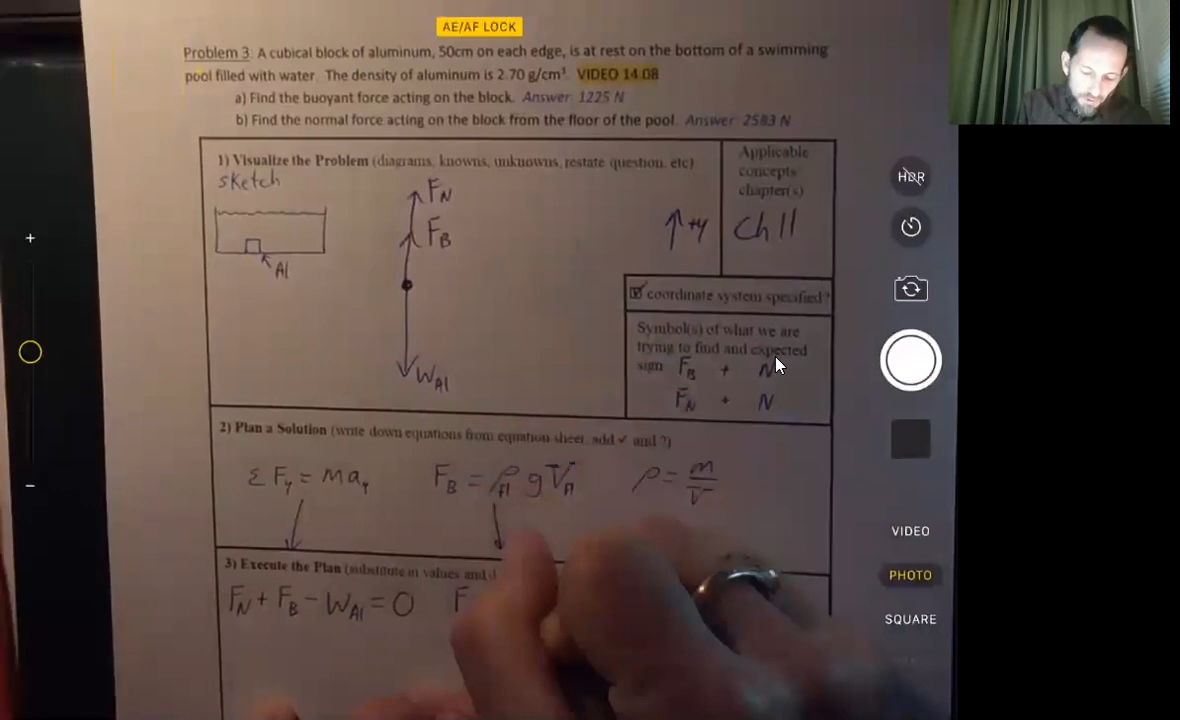 AE/AF LOCK
Problem 3: A cubical block of aluminum, 50cm on each edge, is at rest on the bottom of a swimming
pool filled with water. The density of aluminum is 2.70 g/cm³. VIDEO 14.08
a) Find the buoyant force acting on the block. Answer: 1225 N
b) Find the normal force acting on the block from the floor of the pool. Answer: 2583 N
1) Visualize the Problem (diagrams, knowns, unknowns, restate question, etc)
Applicable
concepts
chapter(s)
sketch
Al
F_N
F_B
W_Al
+y
Ch 11
coordinate system specified?
Symbol(s) of what we are
trying to find and expected
sign F_B + N
F_N + N
2) Plan a Solution (write down equations from equation sheet, add ✓ and ?)
Σ F_y = m a_y F_B = ρ_fl g V_fl ρ = m/V
3) Execute the Plan (substitute in values and
F_N + F_B - W_Al = 0 F
HDR
VIDEO
PHOTO
SQUARE